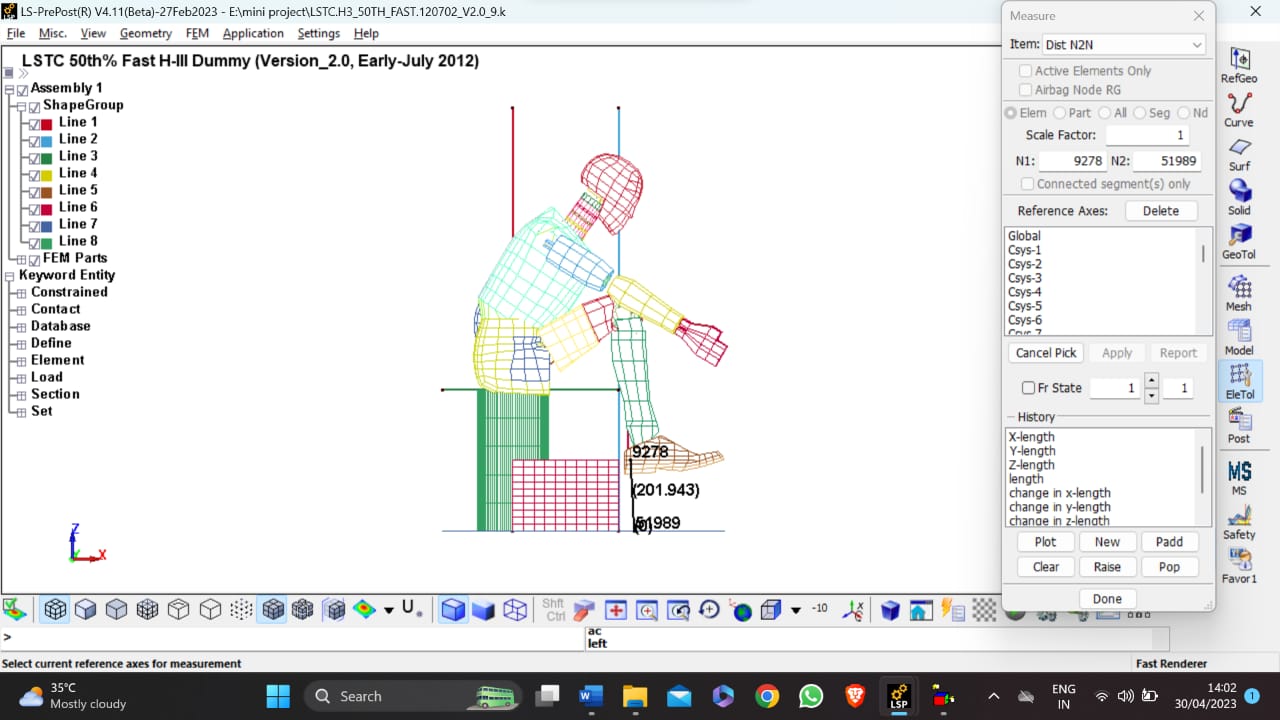 LS-PrePost(R) V4.11(Beta)-27Feb2023 - E:\mini project\LSTC.H3_50TH_FAST.120702_V2.0_9.k
File Misc. View Geometry FEM Application Settings Help
LSTC 50th% Fast H-III Dummy (Version_2.0, Early-July 2012)
Assembly 1
ShapeGroup
Line 1
Line 2
Line 3
Line 4
Line 5
Line 6
Line 7
Line 8
FEM Parts
Keyword Entity
Constrained
Contact
Database
Define
Element
Load
Section
Set
9278
(201.943)
51989
(0)
Z
X
Measure
Item: Dist N2N
Active Elements Only
Airbag Node RG
Elem Part All Seg Nd
Scale Factor: 1
N1: 9278 N2: 51989
Connected segment(s) only
Reference Axes: Delete
Global
Csys-1
Csys-2
Csys-3
Csys-4
Csys-5
Csys-6
Csys-7
Cancel Pick Apply Report
Fr State 1 1
History
X-length
Y-length
Z-length
length
change in x-length
change in y-length
change in z-length
Plot New Padd
Clear Raise Pop
Done
RefGeo
Curve
Surf
Solid
GeoTol
Mesh
Model
EleTol
Post
MS
MS
Safety
Favor1
Shft
Ctrl
-10
>
ac
left
Select current reference axes for measurement
Fast Renderer
35°C
Mostly cloudy
Search
LSP
ENG
IN
14:02
30/04/2023
1